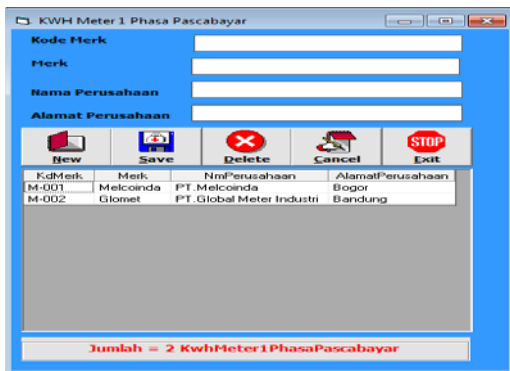 KWH Meter 1 Phasa Pascabayar
Kode Merk
Merk
Nama Perusahaan
Alamat Perusahaan
STOP
New Save Delete Cancel Exit
KdMerk Merk NmPerusahaan AlamatPerusahaan
M-001 Melcoinda PT.Melcoinda Bogor
M-002 Glomet PT.Global Meter Industri Bandung
Jumlah = 2 KwhMeter1PhasaPascabayar